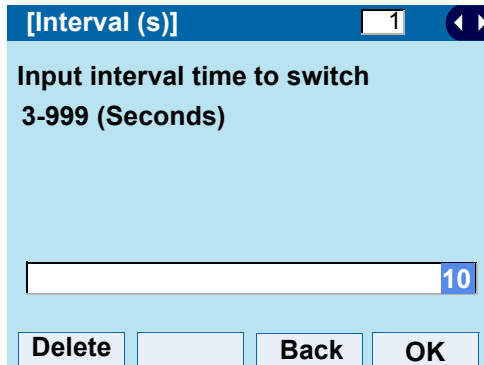 [Interval (s)] 1
Input interval time to switch
3-999 (Seconds)
10
Delete Back OK